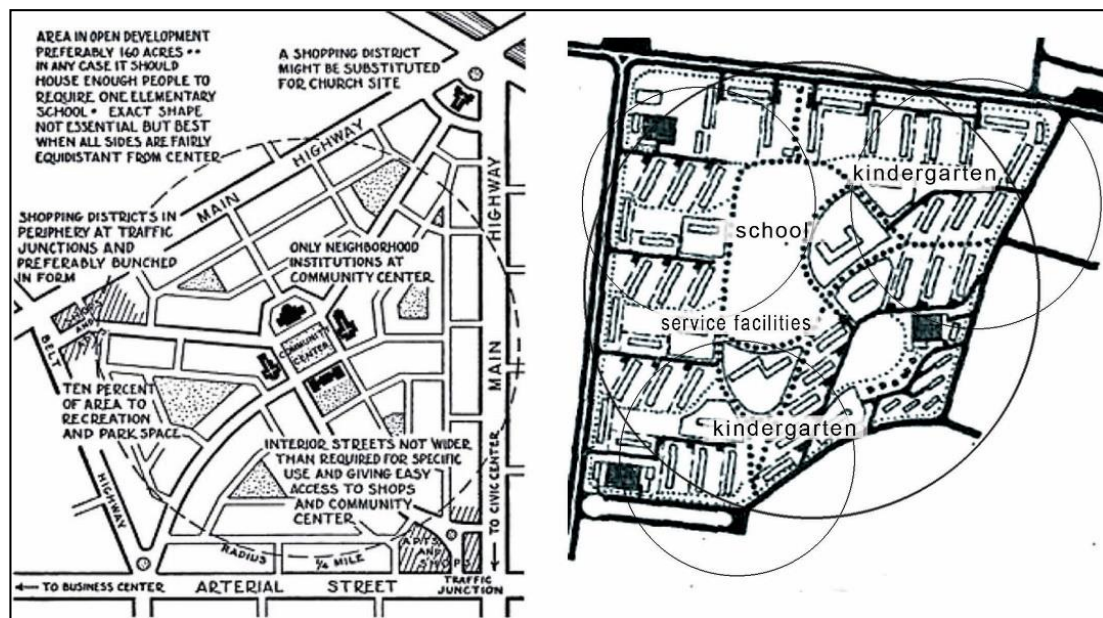 AREA IN OPEN DEVELOPMENT
PREFERABLY 160 ACRES ••
IN ANY CASE IT SHOULD
HOUSE ENOUGH PEOPLE TO
REQUIRE ONE ELEMENTARY
SCHOOL • EXACT SHAPE
NOT ESSENTIAL BUT BEST
WHEN ALL SIDES ARE FAIRLY
EQUIDISTANT FROM CENTER
A SHOPPING DISTRICT
MIGHT BE SUBSTITUTED
FOR CHURCH SITE
MAIN HIGHWAY
HIGHWAY
MAIN
SHOPPING DISTRICTS IN
PERIPHERY AT TRAFFIC
JUNCTIONS AND
PREFERABLY BUNCHED
IN FORM
ONLY NEIGHBORHOOD
INSTITUTIONS AT
COMMUNITY CENTER
COMMUNITY
CENTER
BELT
HIGHWAY
TEN PERCENT
OF AREA TO
RECREATION
AND PARK SPACE
INTERIOR STREETS NOT WIDER
THAN REQUIRED FOR SPECIFIC
USE AND GIVING EASY
ACCESS TO SHOPS
AND COMMUNITY
CENTER
TO CIVIC CENTER
RADIUS ¼ MILE
APTS
AND
SHOPS
TRAFFIC
JUNCTION
← TO BUSINESS CENTER
ARTERIAL STREET
kindergarten
school
service facilities
kindergarten